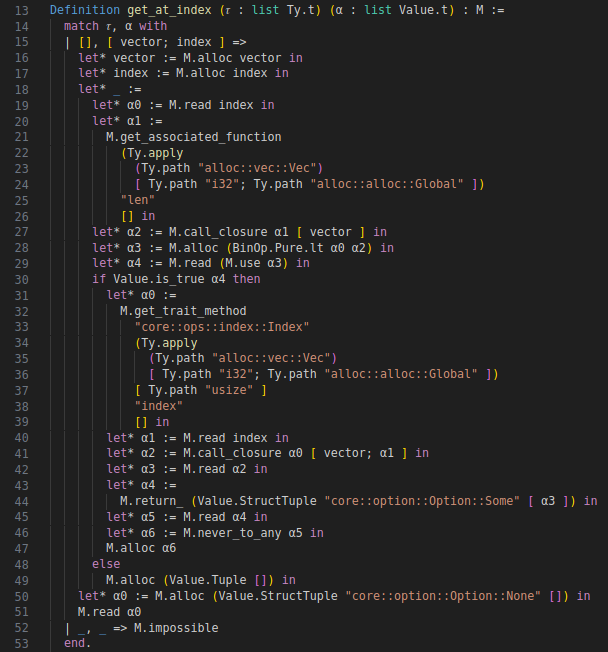 13 Definition get_at_index (τ : list Ty.t) (α : list Value.t) : M :=
14   match τ, α with
15   | [], [ vector; index ] =>
16     let* vector := M.alloc vector in
17     let* index := M.alloc index in
18     let* _ :=
19       let* α0 := M.read index in
20       let* α1 :=
21         M.get_associated_function
22           (Ty.apply
23             (Ty.path "alloc::vec::Vec")
24             [ Ty.path "i32"; Ty.path "alloc::alloc::Global" ])
25           "len"
26           [] in
27       let* α2 := M.call_closure α1 [ vector ] in
28       let* α3 := M.alloc (BinOp.Pure.lt α0 α2) in
29       let* α4 := M.read (M.use α3) in
30       if Value.is_true α4 then
31         let* α0 :=
32           M.get_trait_method
33             "core::ops::index::Index"
34             (Ty.apply
35               (Ty.path "alloc::vec::Vec")
36               [ Ty.path "i32"; Ty.path "alloc::alloc::Global" ])
37             [ Ty.path "usize" ]
38             "index"
39             [] in
40         let* α1 := M.read index in
41         let* α2 := M.call_closure α0 [ vector; α1 ] in
42         let* α3 := M.read α2 in
43         let* α4 :=
44           M.return_ (Value.StructTuple "core::option::Option::Some" [ α3 ]) in
45         let* α5 := M.read α4 in
46         let* α6 := M.never_to_any α5 in
47         M.alloc α6
48       else
49         M.alloc (Value.Tuple []) in
50     let* α0 := M.alloc (Value.StructTuple "core::option::Option::None" []) in
51     M.read α0
52   | _, _ => M.impossible
53   end.